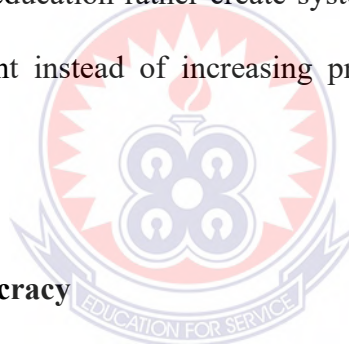 education rather create syst
nt instead of increasing pr
cracy
EDUCATION FOR SERVICE